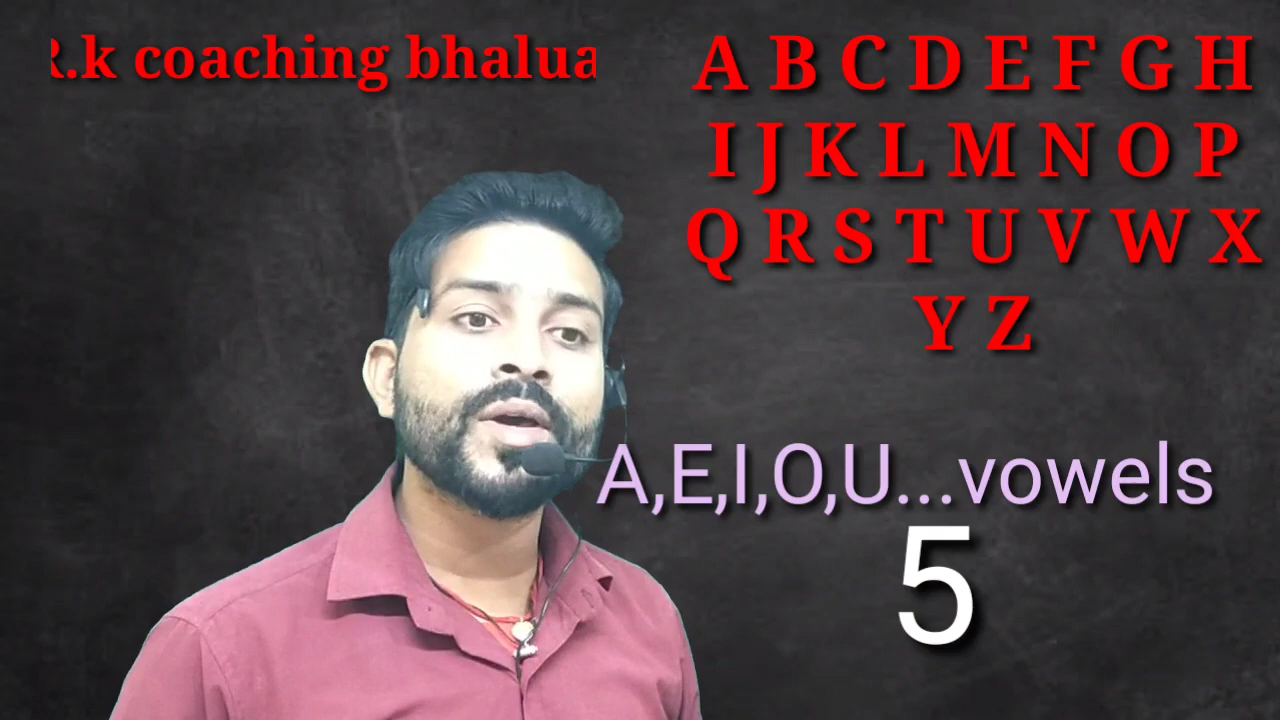 R.k coaching bhalua
A B C D E F G H
I J K L M N O P
Q R S T U V W X
Y Z
A,E,I,O,U...vowels
5